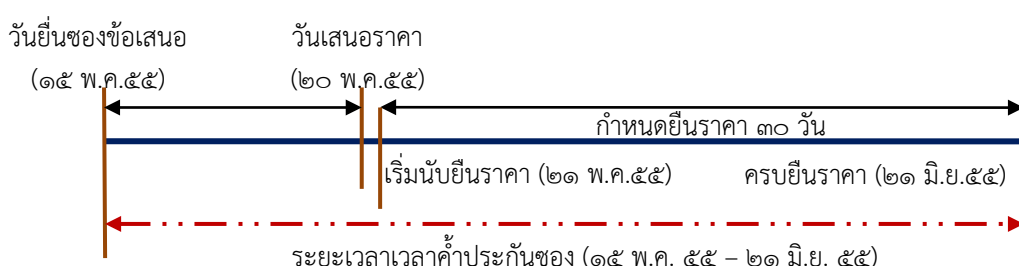 วันยื่นซองข้อเสนอ วันเสนอราคา
(๑๕ พ.ค.๕๕) (๒๐ พ.ค.๕๕)
กำหนดยืนราคา ๓๐ วัน
เริ่มนับยืนราคา (๒๑ พ.ค.๕๕) ครบยืนราคา (๒๑ มิ.ย.๕๕)
ระยะเวลาเวลาค้ำประกันซอง (๑๕ พ.ค. ๕๕ – ๒๑ มิ.ย. ๕๕)